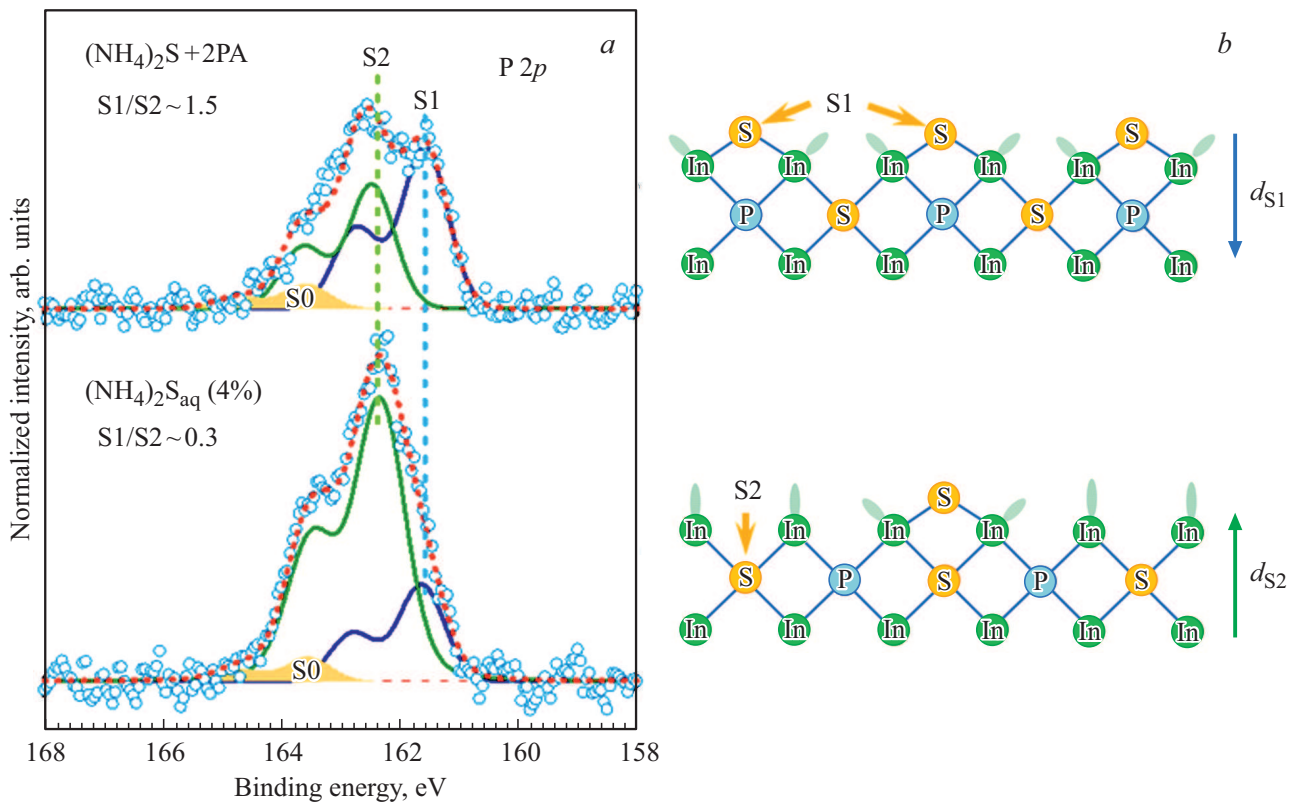 a
(NH4)2S + 2PA
S1/S2 ~ 1.5
S2
S1
P 2p
S0
(NH4)2Saq (4%)
S1/S2 ~ 0.3
S0
Normalized intensity, arb. units
168 166 164 162 160 158
Binding energy, eV
b
S1
S S S
In In In In In In
P S P S P
In In In In In In
dS1
S2
S
In In In In In In
S P S P S
In In In In In In
dS2